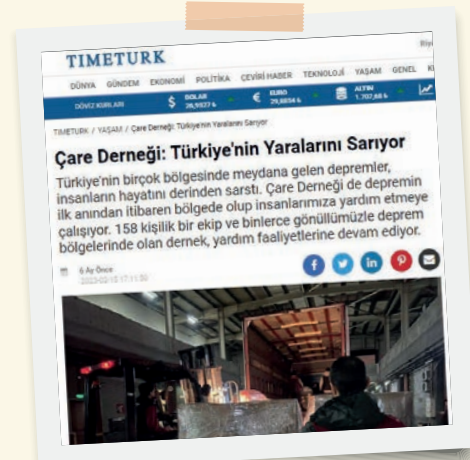 TIMETURK
DÜNYA GÜNDEM EKONOMİ POLİTİKA ÇEVİRİ HABER TEKNOLOJİ YAŞAM GENEL
DÖVİZ KURLARI $ DOLAR € EURO ALTIN
TIMETURK / YAŞAM / Çare Derneği: Türkiye'nin Yaralarını Sarıyor
Çare Derneği: Türkiye'nin Yaralarını Sarıyor
Türkiye'nin birçok bölgesinde meydana gelen depremler,
insanların hayatını derinden sarstı. Çare Derneği de depremin
ilk anından itibaren bölgede olup insanlarımıza yardım etmeye
çalışıyor. 158 kişilik bir ekip ve binlerce gönüllümüzle deprem
bölgelerinde olan dernek, yardım faaliyetlerine devam ediyor.
6 Ay Önce